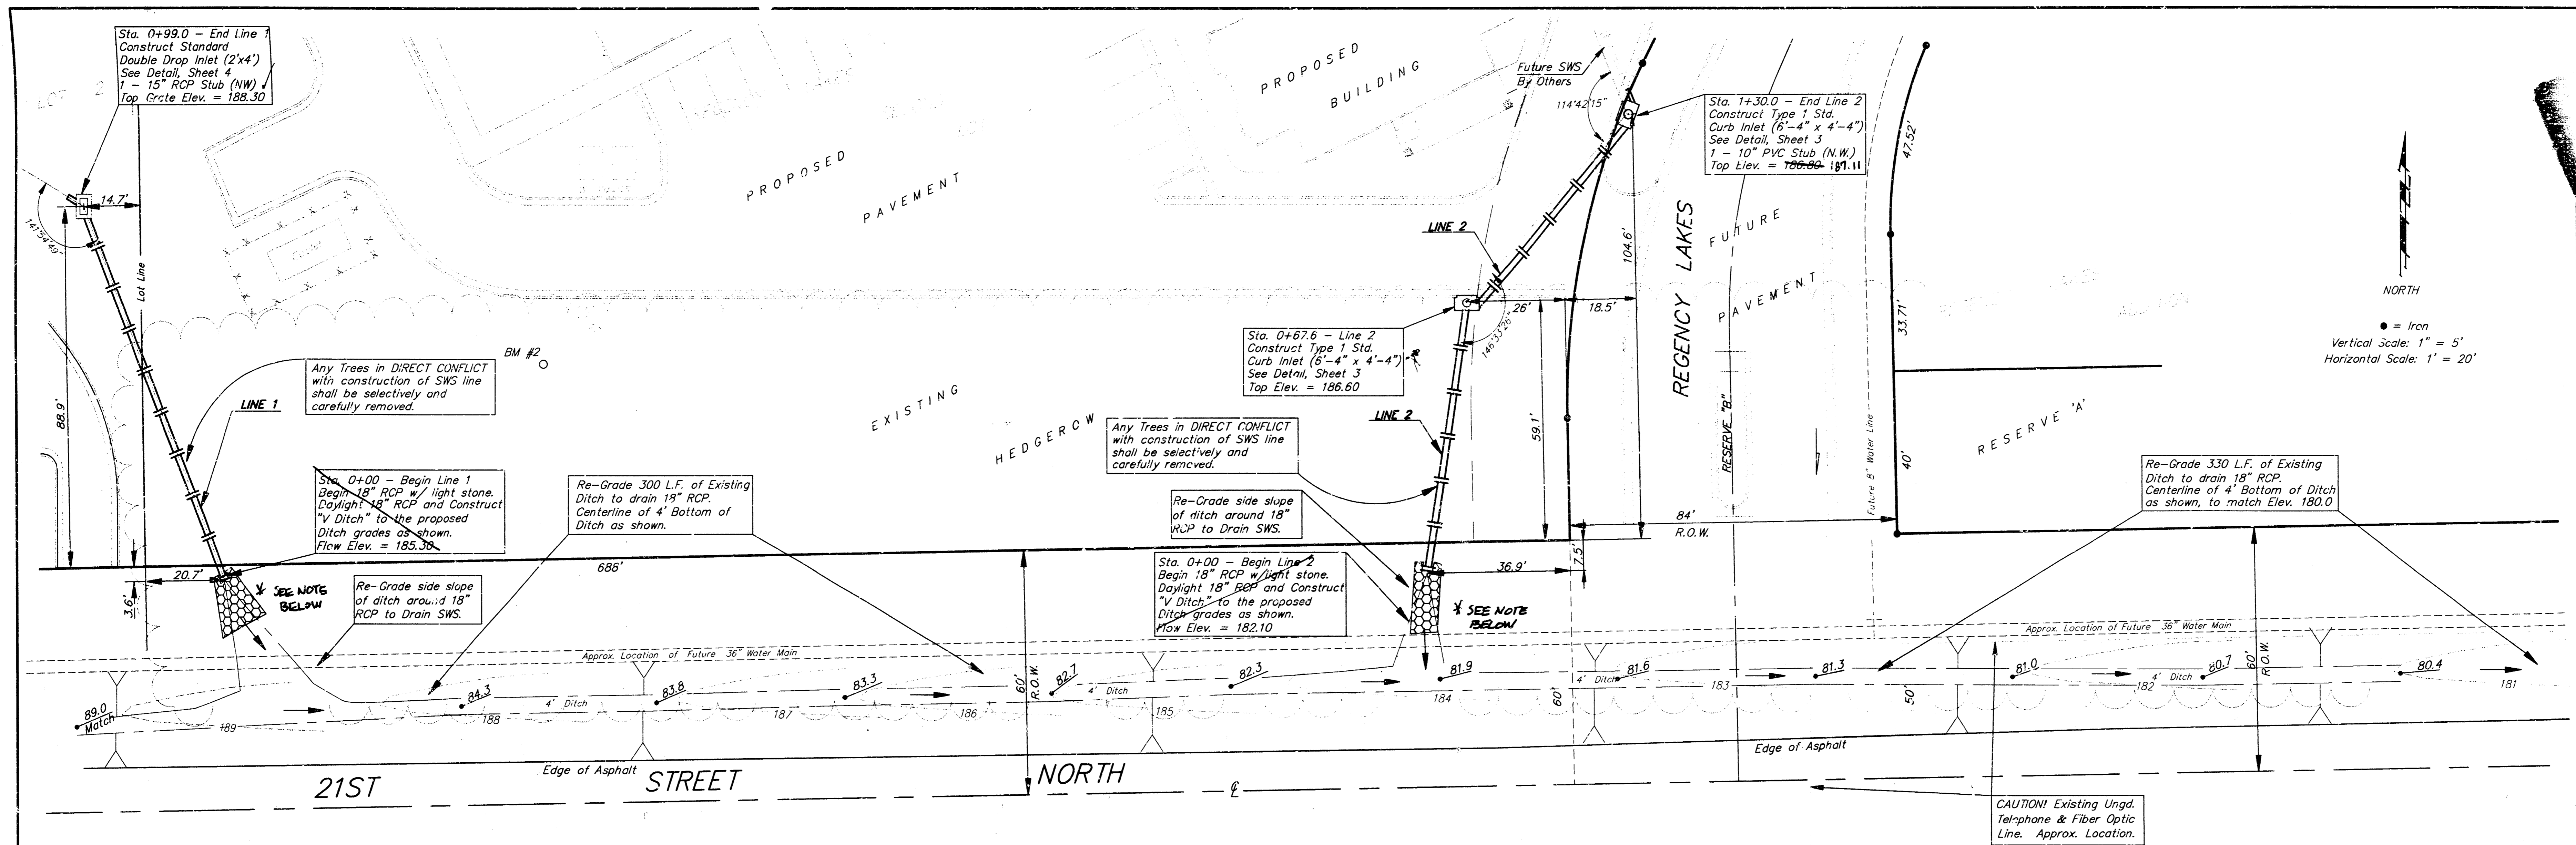 Sta. 0+99.0 - End Line 1
Construct Standard
Double Drop Inlet (2'x4')
See Detail, Sheet 4
1 - 15" RCP Stub (NW)
Top Grate Elev. = 188.30
LOT 2
14.7'
141°54'49"
88.9'
Lot Line
BM #2
Any Trees in DIRECT CONFLICT
with construction of SWS line
shall be selectively and
carefully removed.
LINE 1
Sta. 0+00 - Begin Line 1
Begin 18" RCP w/ light stone.
Daylight 18" RCP and Construct
"V Ditch" to the proposed
Ditch grades as shown.
Flow Elev. = 185.30
20.7'
3.6'
* SEE NOTE
BELOW
Re-Grade side slope
of ditch around 18"
RCP to Drain SWS.
Re-Grade 300 L.F. of Existing
Ditch to drain 18" RCP.
Centerline of 4' Bottom of
Ditch as shown.
688'
PROPOSED
PAVEMENT
PROPOSED
BUILDING
EXISTING
HEDGEROW
Future SWS
By Others
114°42'15"
Sta. 1+30.0 - End Line 2
Construct Type 1 Std.
Curb Inlet (6'-4" x 4'-4")
See Detail, Sheet 3
1 - 10" PVC Stub (N.W.)
Top Elev. = 186.80 187.11
LINE 2
104.6'
26'
18.5'
146°33'26"
Sta. 0+67.6 - Line 2
Construct Type 1 Std.
Curb Inlet (6'-4" x 4'-4")
See Detail, Sheet 3
Top Elev. = 186.60
LINE 2
59.1'
Any Trees in DIRECT CONFLICT
with construction of SWS line
shall be selectively and
carefully removed.
Re-Grade side slope
of ditch around 18"
RCP to Drain SWS.
Sta. 0+00 - Begin Line 2
Begin 18" RCP w/light stone.
Daylight 18" RCP and Construct
"V Ditch" to the proposed
Ditch grades as shown.
Flow Elev. = 182.10
* SEE NOTE
BELOW
36.9'
7.5'
84'
R.O.W.
REGENCY LAKES
FUTURE
PAVEMENT
RESERVE "B"
Future 8" Water Line
47.52'
33.71'
40'
RESERVE 'A'
NORTH
● = Iron
Vertical Scale: 1" = 5'
Horizontal Scale: 1' = 20'
Re-Grade 330 L.F. of Existing
Ditch to drain 18" RCP.
Centerline of 4' Bottom of Ditch
as shown, to match Elev. 180.0
Approx. Location of Future 36" Water Main
Approx. Location of Future 36" Water Main
89.0
Match
84.3
83.8
83.3
82.7
82.3
81.9
81.6
81.3
81.0
80.7
80.4
4' Ditch
4' Ditch
4' Ditch
4' Ditch
189
188
187
186
185
184
183
182
181
60'
R.O.W.
60'
50'
60'
R.O.W.
Edge of Asphalt
Edge of Asphalt
21ST STREET NORTH
℄
CAUTION! Existing Ungd.
Telephone & Fiber Optic
Line. Approx. Location.